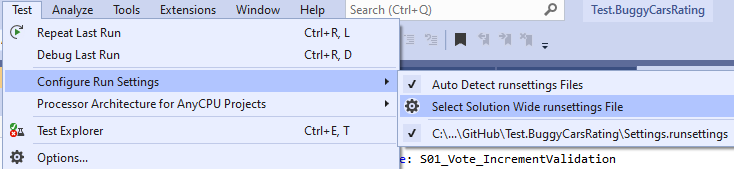 Test Analyze Tools Extensions Window Help Search (Ctrl+Q) Test.BuggyCarsRating
Repeat Last Run Ctrl+R, L
Debug Last Run Ctrl+R, D
Configure Run Settings
Auto Detect runsettings Files
Processor Architecture for AnyCPU Projects
Select Solution Wide runsettings File
Test Explorer Ctrl+E, T
C:\...\GitHub\Test.BuggyCarsRating\Settings.runsettings
Options...
e: S01_Vote_IncrementValidation